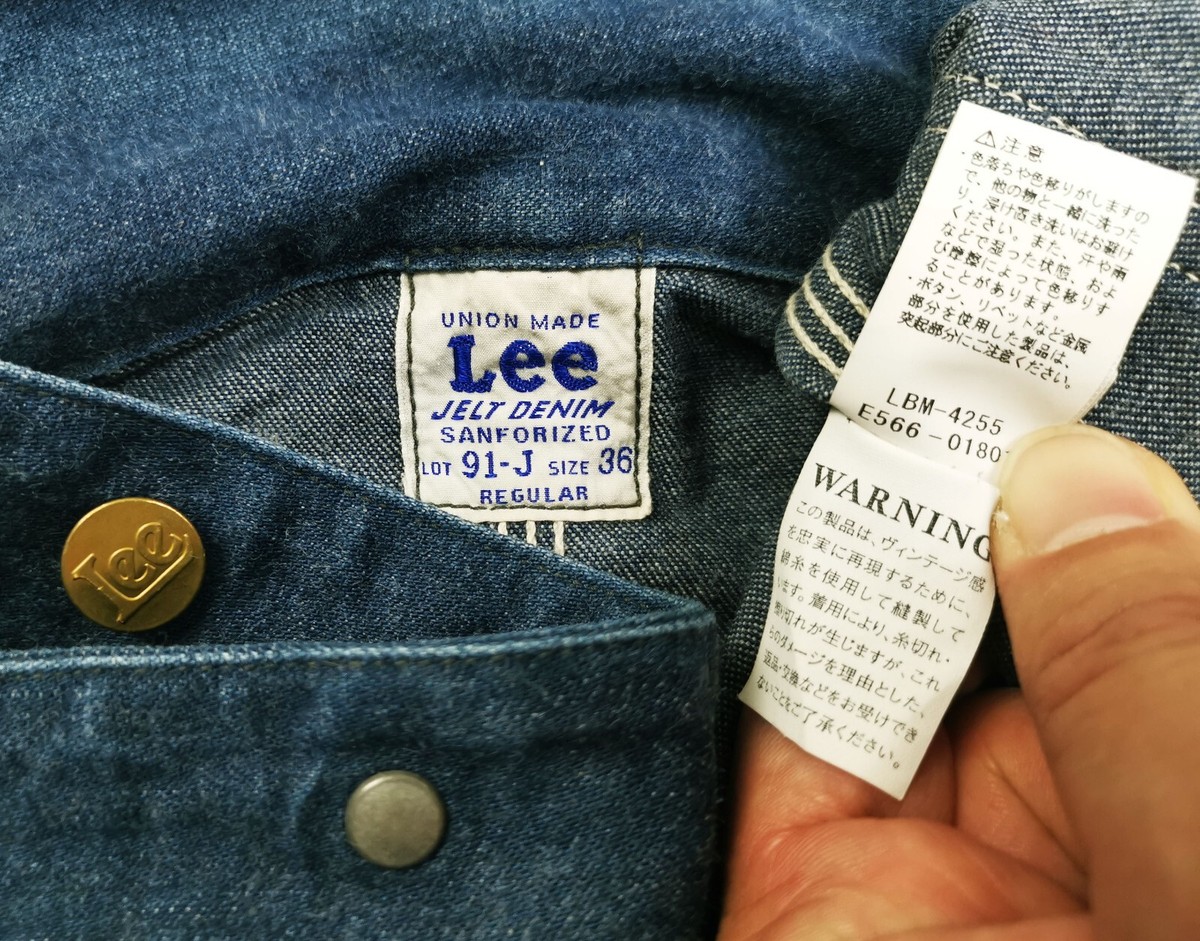 UNION MADE
Lee
JELT DENIM
SANFORIZED
LOT 91-J SIZE 36
REGULAR
Lee
⚠注意
・色落ちや色移りがしますの
で、他の物と一緒に洗った
り、浸け置き洗いはお避け
ください。また、汗や雨
などで湿った状態、およ
び摩擦によって色移りす
ることがあります。
・ボタン、リベットなど金属
部分を使用した製品は、
突起部分にご注意ください。
LBM-4255
E566-0180
WARNING
この製品は、ヴィンテージ感
を忠実に再現するために、
綿糸を使用して縫製して
います。着用により、糸切れ・
切れが生じますが、これ
らのダメージを理由とした、
返品・交換などをお受けでき
ないことをご了承ください。